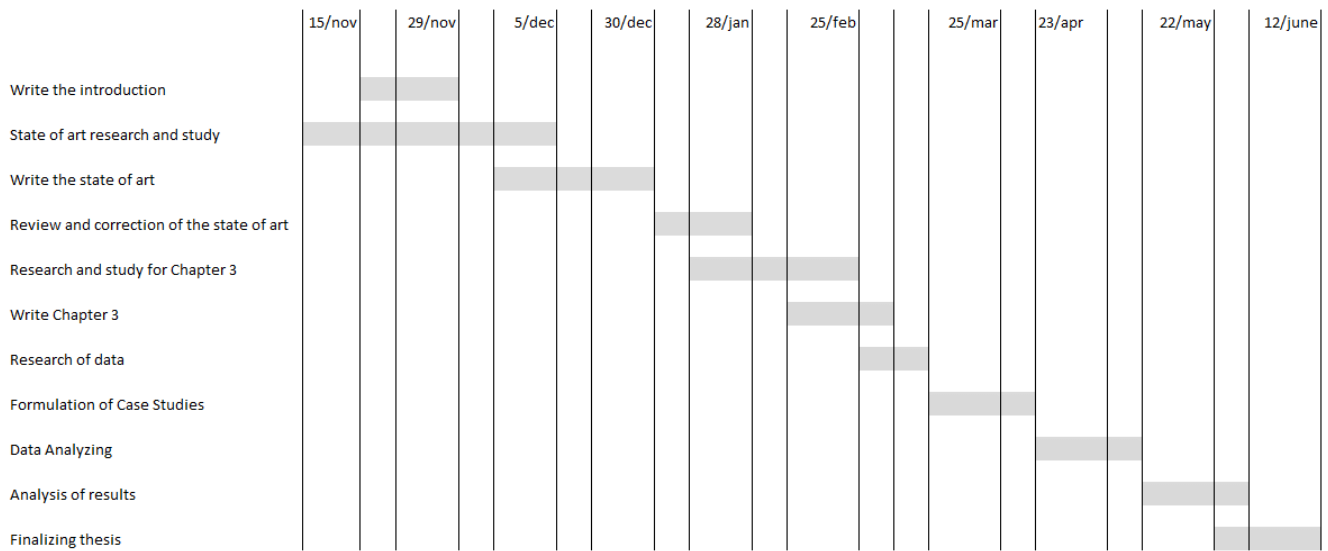 15/nov 29/nov 5/dec 30/dec 28/jan 25/feb 25/mar 23/apr 22/may 12/june
Write the introduction
State of art research and study
Write the state of art
Review and correction of the state of art
Research and study for Chapter 3
Write Chapter 3
Research of data
Formulation of Case Studies
Data Analyzing
Analysis of results
Finalizing thesis